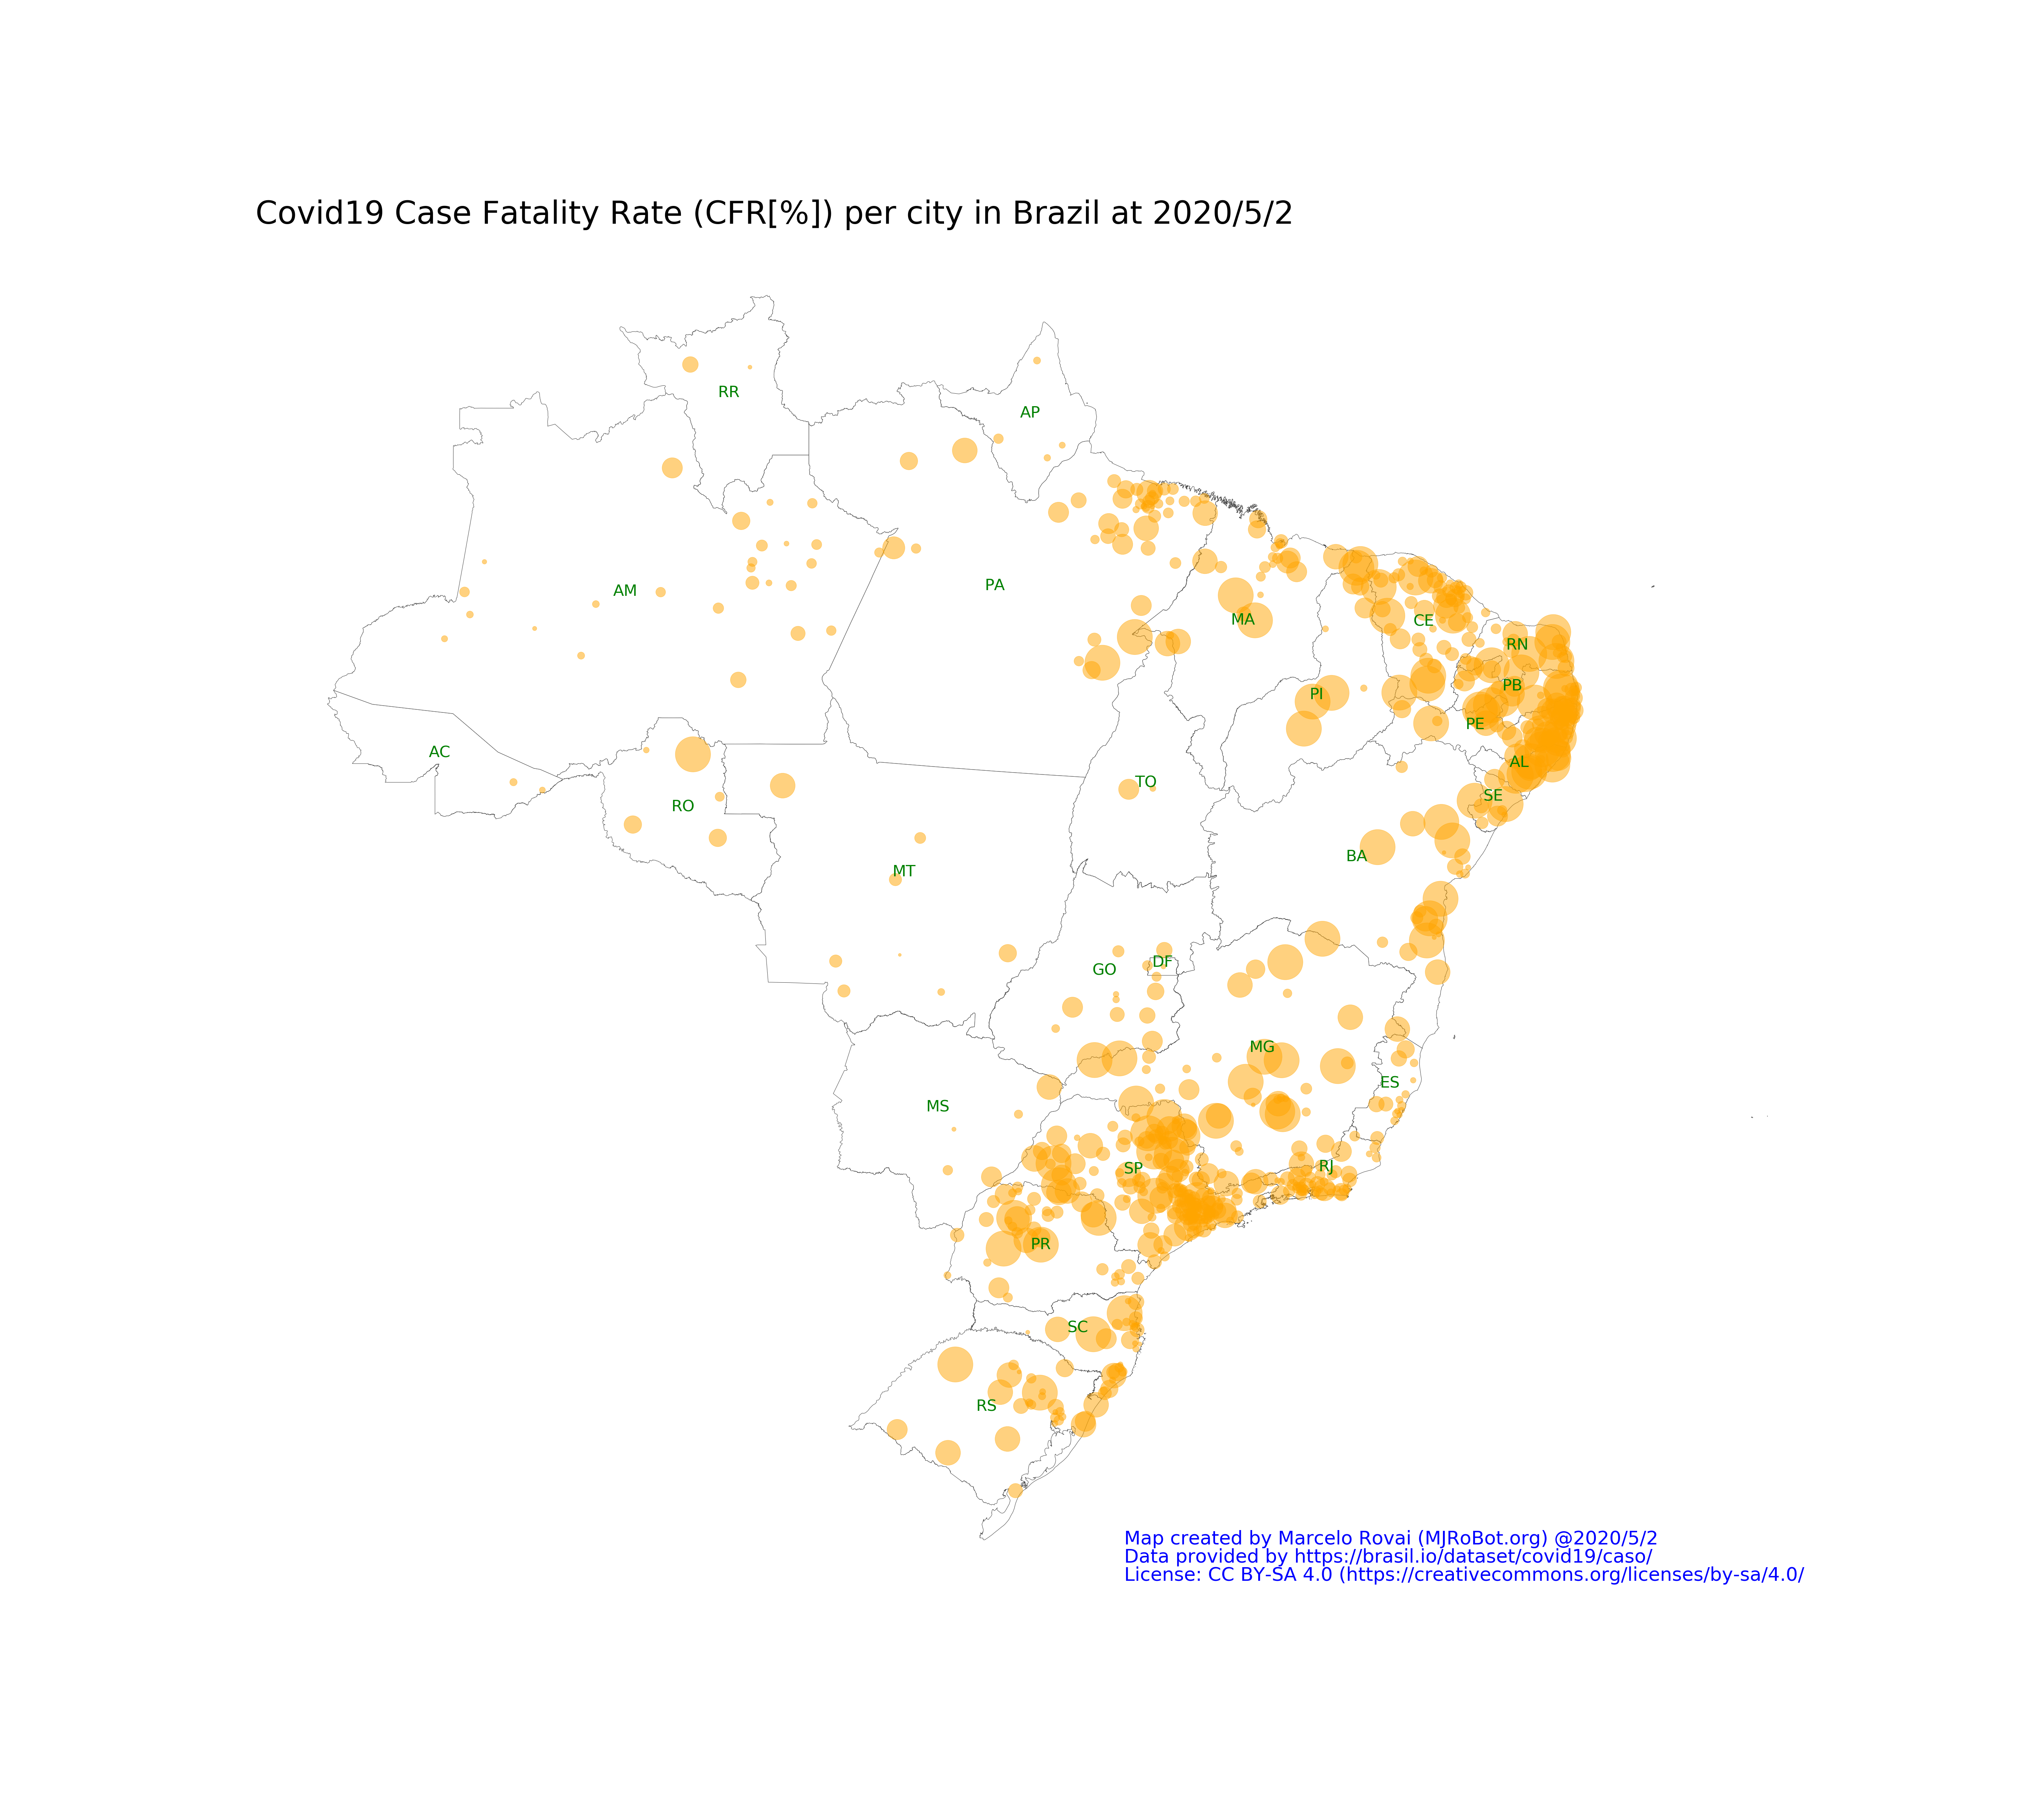 Covid19 Case Fatality Rate (CFR[%]) per city in Brazil at 2020/5/2
RR
AP
AM
PA
MA
CE
RN
PI
PB
PE
AC
AL
TO
RO
SE
BA
MT
DF
GO
MG
ES
MS
RJ
SP
PR
SC
RS
Map created by Marcelo Rovai (MJRoBot.org) @2020/5/2
Data provided by https://brasil.io/dataset/covid19/caso/
License: CC BY-SA 4.0 (https://creativecommons.org/licenses/by-sa/4.0/